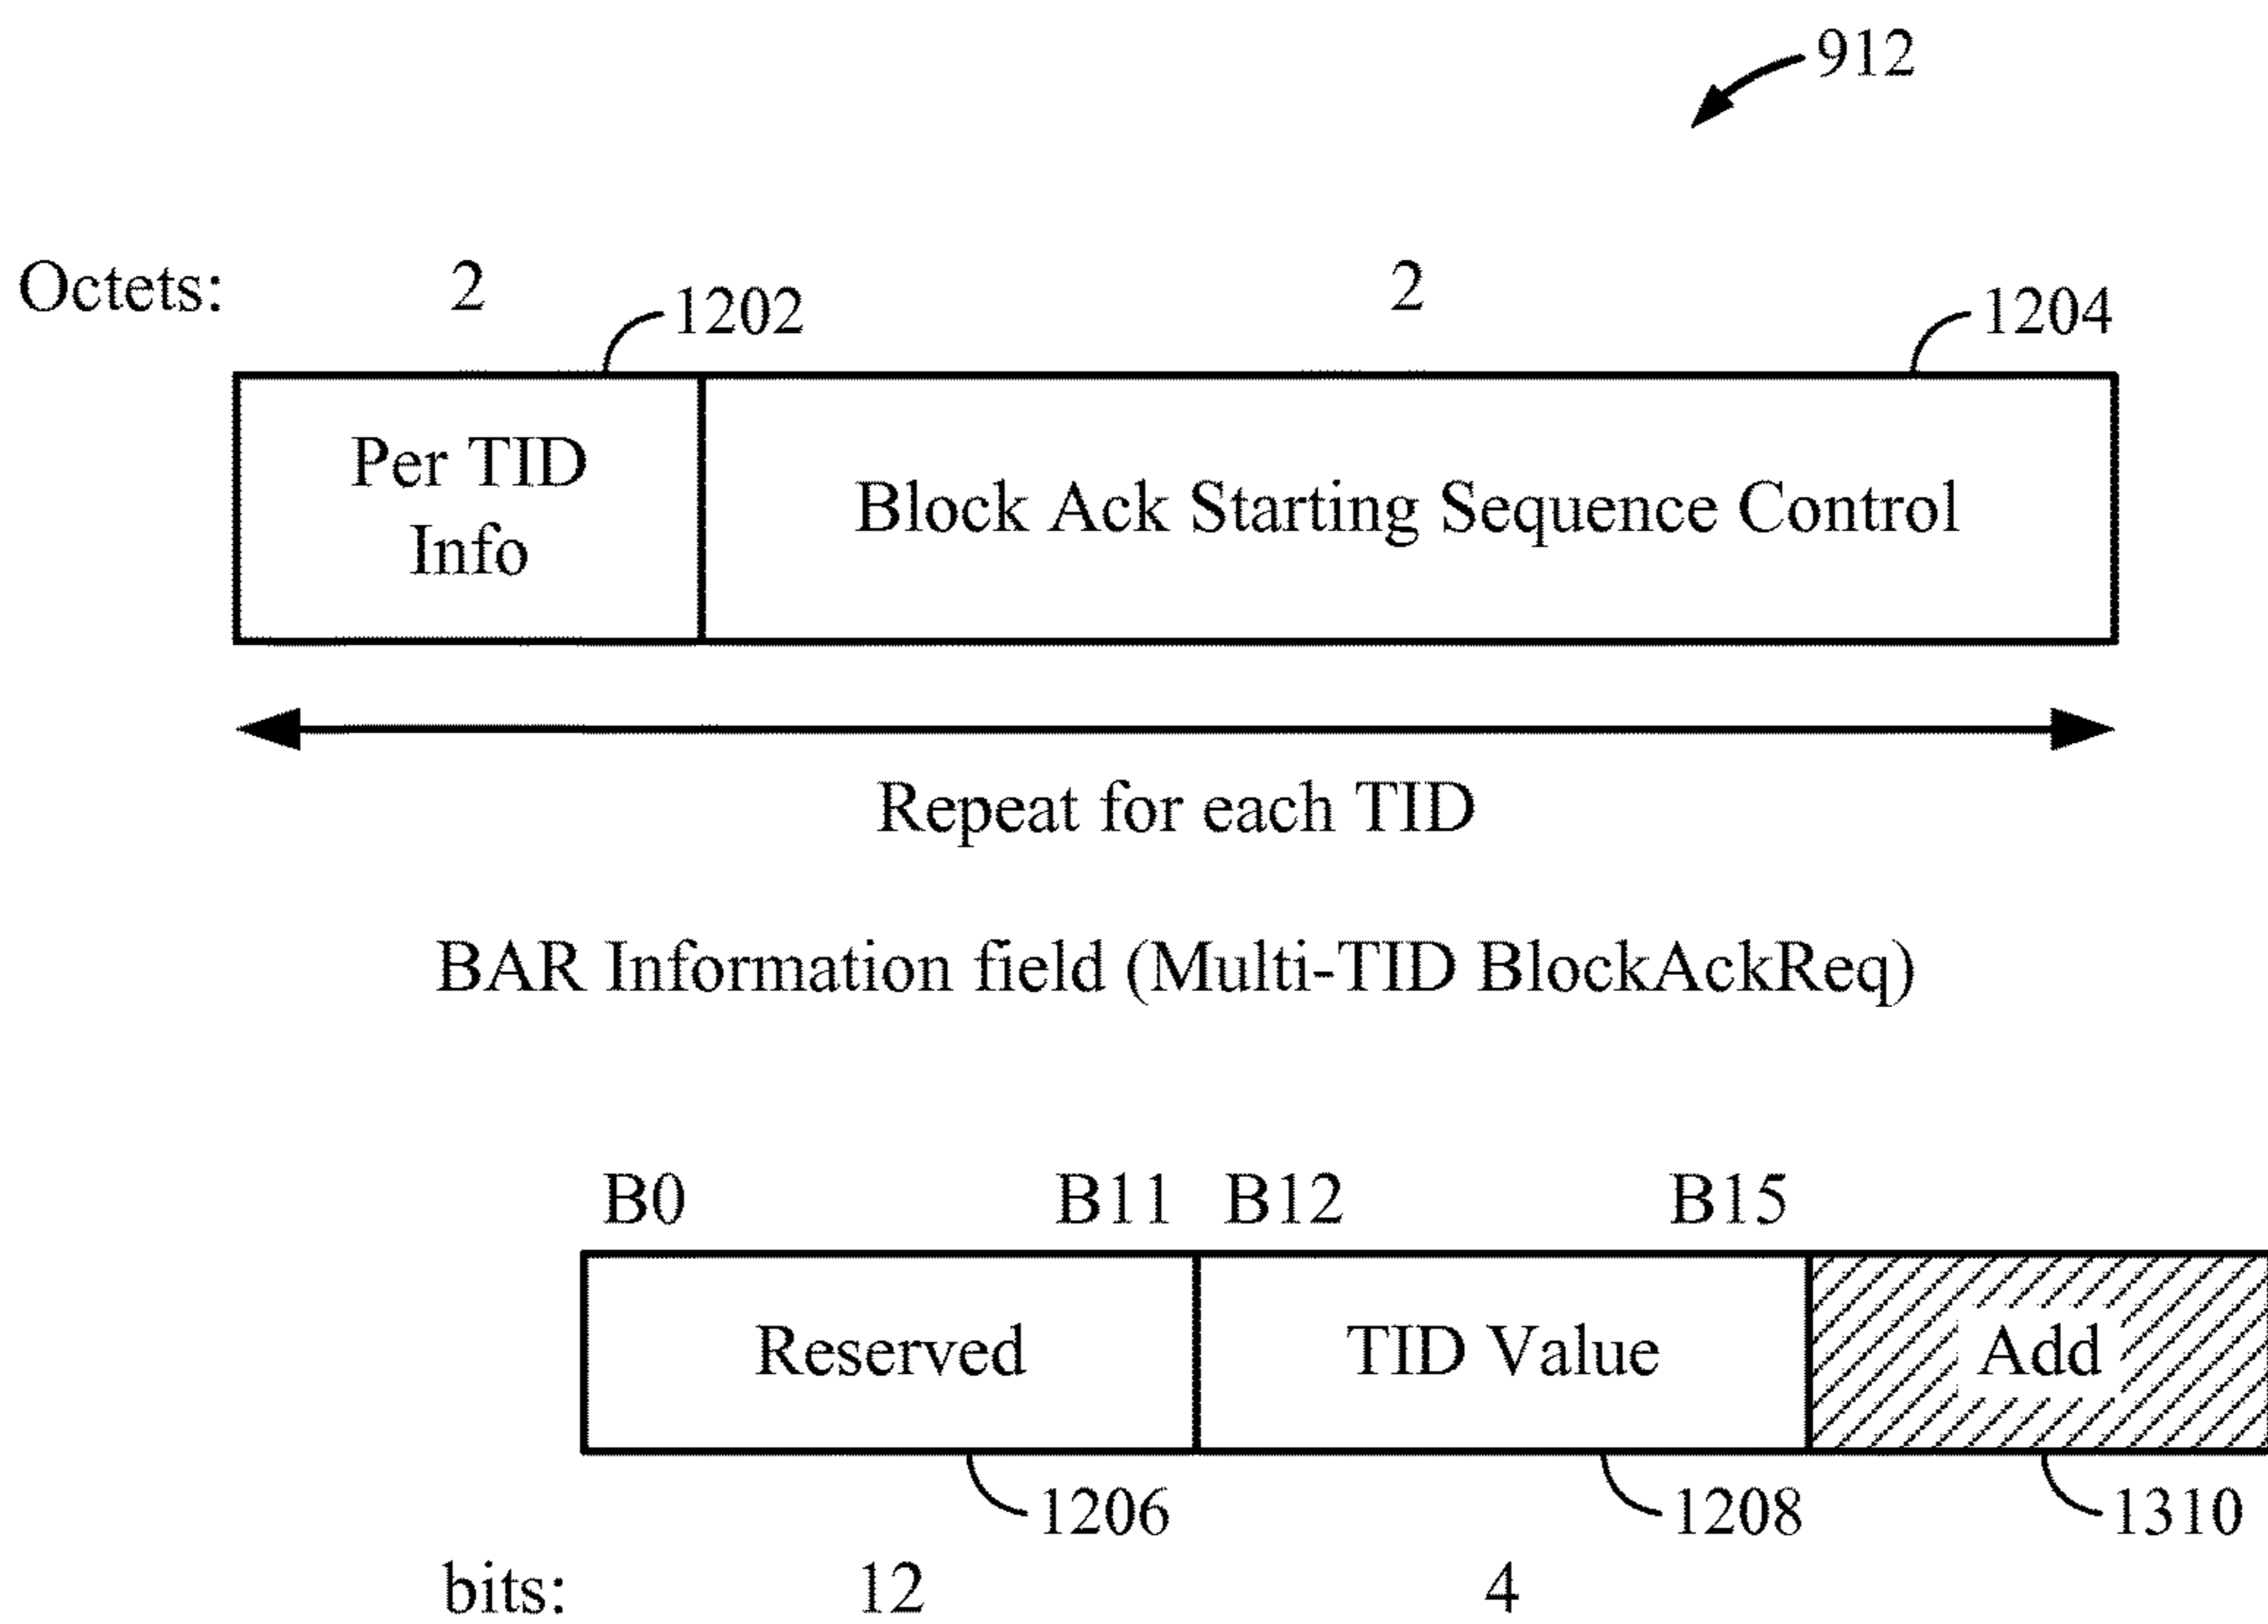 912
Octets: 2 2
1202 1204
Per TID
Info
Block Ack Starting Sequence Control
Repeat for each TID
BAR Information field (Multi-TID BlockAckReq)
B0 B11 B12 B15
Reserved TID Value Add
1206 1208 1310
bits: 12 4